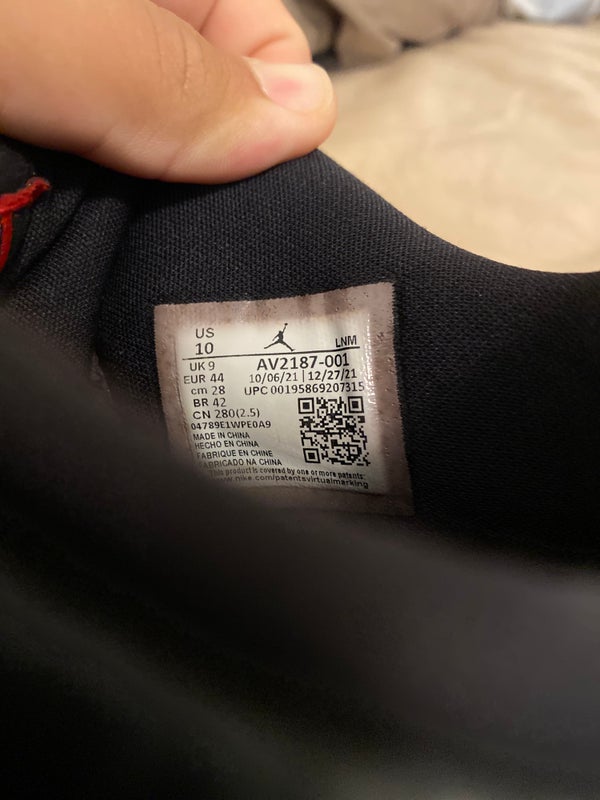 US
10
LNM
UK 9
AV2187-001
EUR 44
10/06/21 | 12/27/21
cm 28
UPC 00195869207315
BR 42
CN 280(2.5)
04789E1WPE0A9
MADE IN CHINA
HECHO EN CHINA
FABRIQUE EN CHINE
FABRICADO NA CHINA
This product is covered by one or more patents:
www.nike.com/patentsvirtualmarking